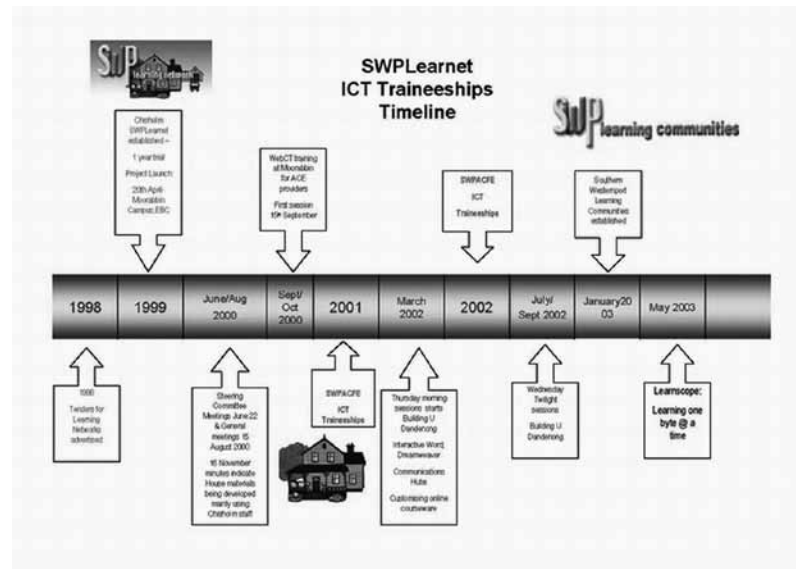 SWP
learning network
SWPLearnet
ICT Traineeships
Timeline
SWP learning communities
Chisholm
SWPLearnet
established –
1 year trial
Project Launch
20th April
Moorabbin
Campus, EBC
WebCT training
at Moorabbin
for ACE
providers
First session
15th September
SWPACFE
ICT
Traineeships
Southern
Westernport
Learning
Communities
established
1998
1999
June/Aug
2000
Sept/
Oct
2000
2001
March
2002
2002
July/
Sept 2002
January20
03
May 2003
1998
Tenders for
Learning
Networks
advertised
Steering
Committee
Meetings June 22
& General
meetings 15
August 2000
16 November
minutes indicate
House materials
being developed
mainly using
Chisholm staff
SWPACFE
ICT
Traineeships
Thursday morning
sessions starts
Building U
Dandenong
Interactive Word,
Dreamweaver
Communications
Hubs
Customising online
courseware
Wednesday
Twilight
sessions
Building U
Dandenong
Learnscope:
Learning one
byte @ a
time